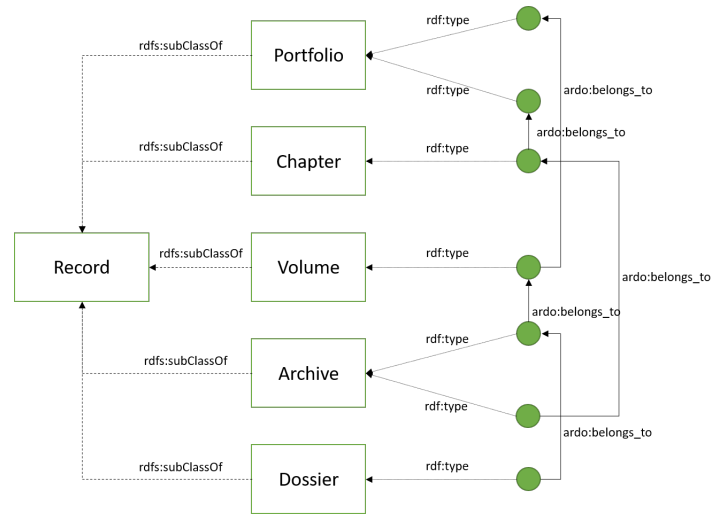 rdf:type
rdfs:subClassOf
Portfolio
rdf:type
ardo:belongs_to
ardo:belongs_to
rdfs:subClassOf
Chapter
rdf:type
rdfs:subClassOf
rdf:type
Record
Volume
ardo:belongs_to
ardo:belongs_to
rdf:type
rdfs:subClassOf
Archive
rdf:type
ardo:belongs_to
rdfs:subClassOf
Dossier
rdf:type